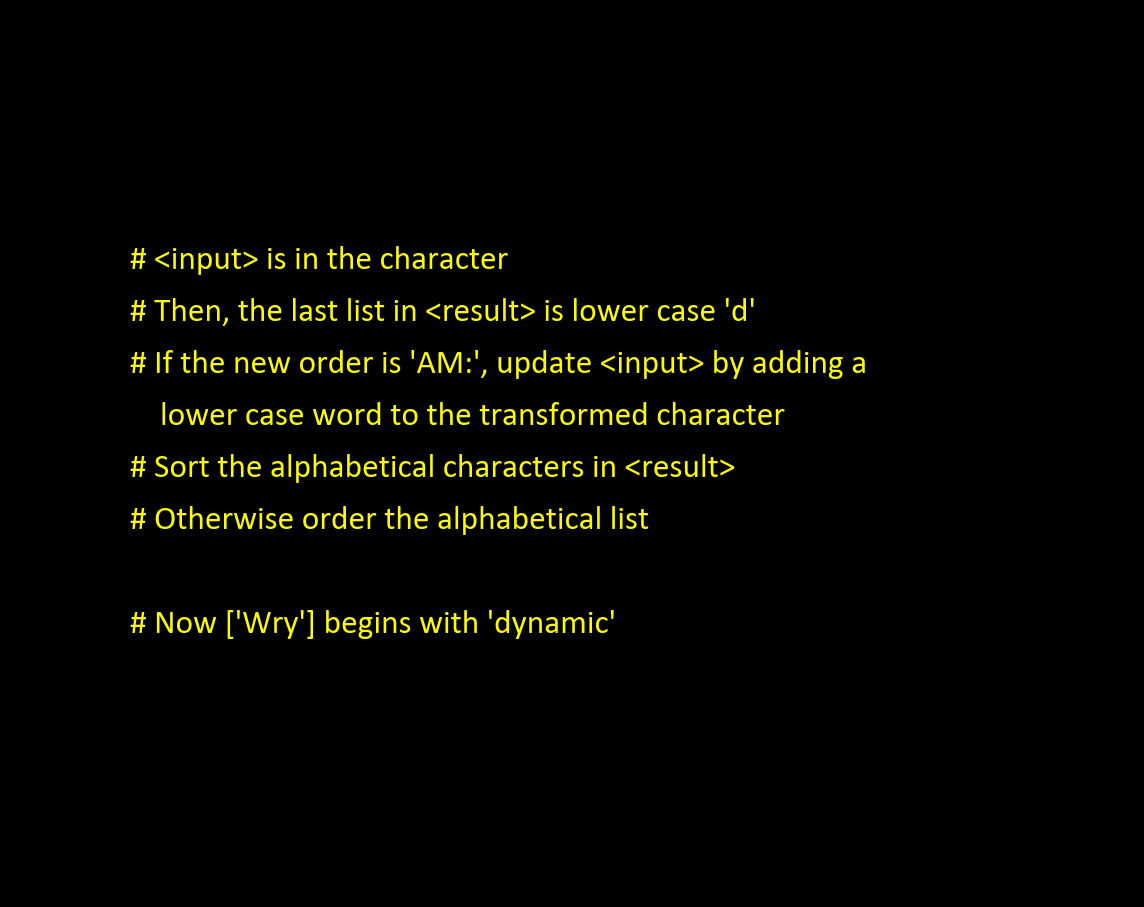 # <input> is in the character
# Then, the last list in <result> is lower case 'd'
# If the new order is 'AM:', update <input> by adding a
lower case word to the transformed character
# Sort the alphabetical characters in <result>
# Otherwise order the alphabetical list
# Now ['Wry'] begins with 'dynamic'